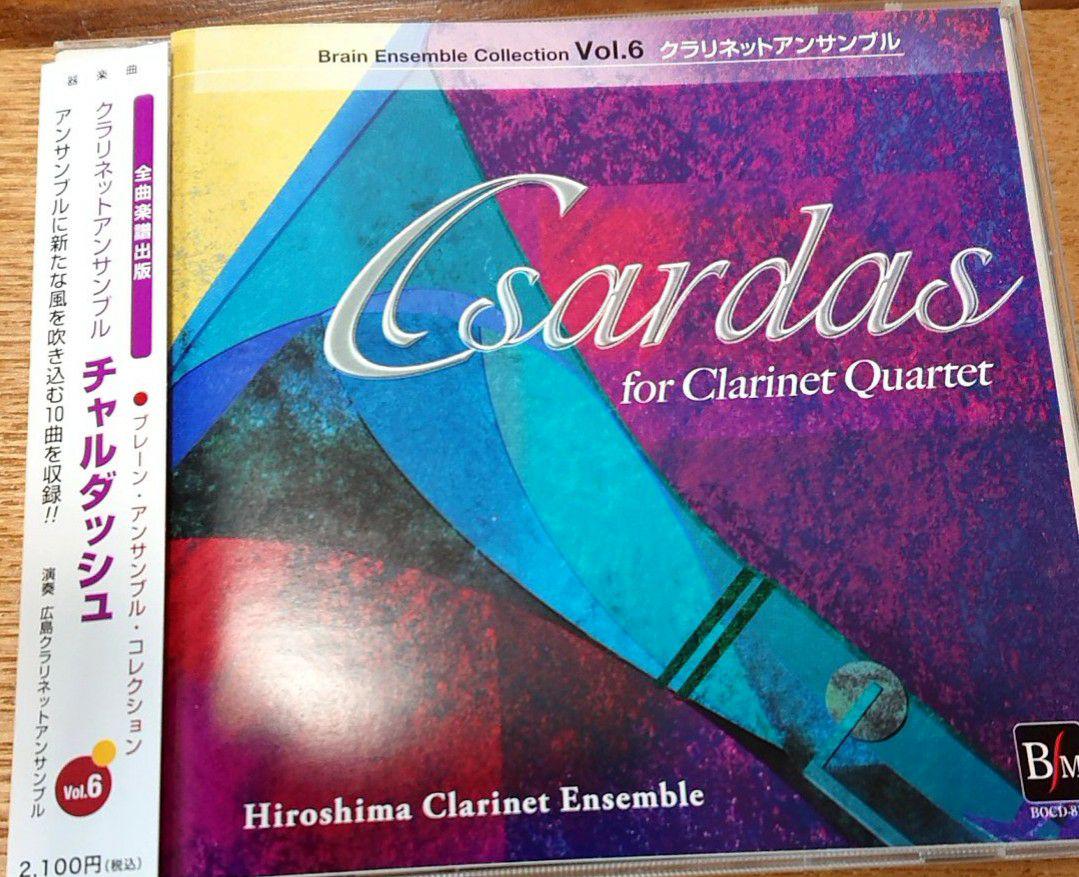 Brain Ensemble Collection Vol.6 クラリネットアンサンブル
Csardas
for Clarinet Quartet
Hiroshima Clarinet Ensemble
BSM
BOCD-8
器楽曲
全曲楽譜出版
●ブレーン・アンサンブル・コレクション
Vol.6
クラリネットアンサンブル チャルダッシュ
アンサンブルに新たな風を吹き込む10曲を収録!!
演奏 広島クラリネットアンサンブル
2,100円(税込)